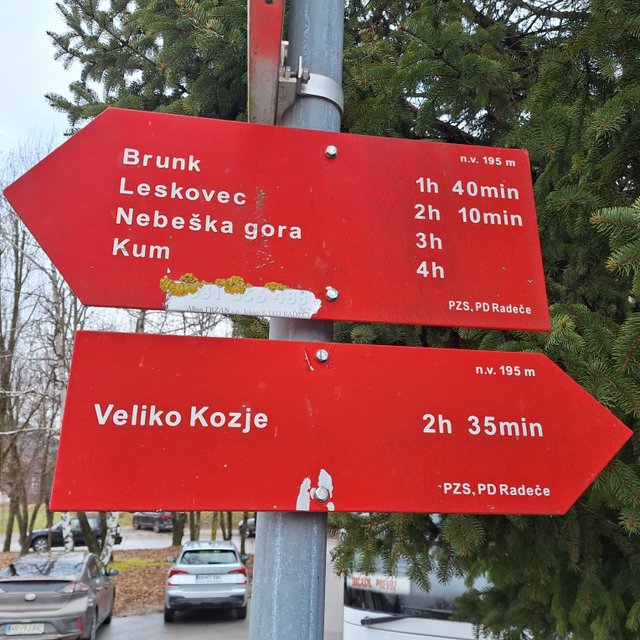 n.v. 195 m
Brunk 1h 40min
Leskovec 2h 10min
Nebeška gora 3h
Kum 4h
PZS, PD Radeče
n.v. 195 m
Veliko Kozje 2h 35min
PZS, PD Radeče